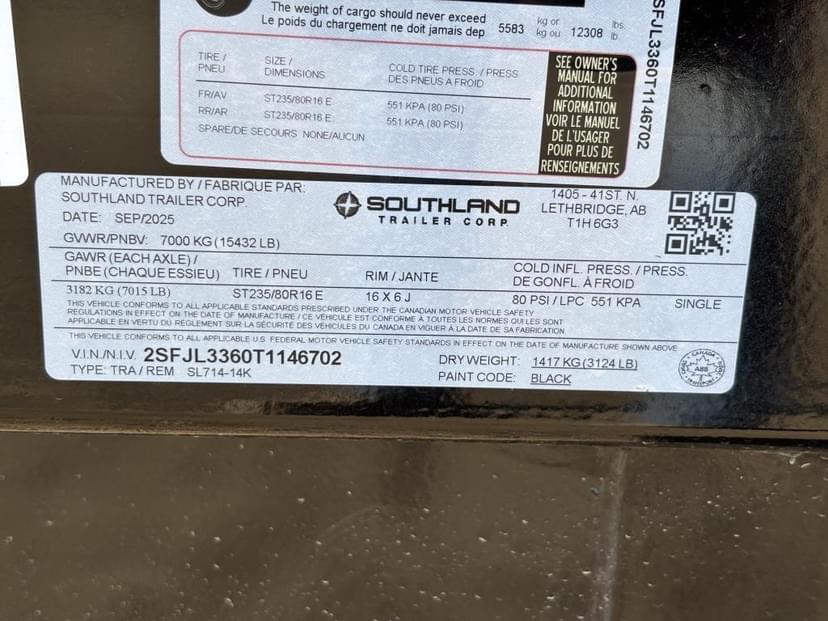 The weight of cargo should never exceed
Le poids du chargement ne doit jamais dep
5583 kg or 12308 lbs.
kg ou lb.
TIRE / SIZE / COLD TIRE PRESS. / PRESS
PNEU DIMENSIONS DES PNEUS A FROID
FR/AV ST235/80R16 E 551 KPA (80 PSI)
RR/AR ST235/80R16 E 551 KPA (80 PSI)
SPARE/DE SECOURS NONE/AUCUN
SEE OWNER'S
MANUAL FOR
ADDITIONAL
INFORMATION
VOIR LE MANUEL
DE L'USAGER
POUR PLUS DE
RENSEIGNEMENTS
SFJL3360T1146702
MANUFACTURED BY / FABRIQUE PAR:
SOUTHLAND TRAILER CORP.
DATE: SEP/2025
SOUTHLAND
TRAILER CORP.
1405 - 41ST. N.
LETHBRIDGE, AB
T1H 6G3
GVWR/PNBV: 7000 KG (15432 LB)
GAWR (EACH AXLE) /
PNBE (CHAQUE ESSIEU) TIRE / PNEU RIM / JANTE COLD INFL. PRESS. / PRESS.
DE GONFL. À FROID
3182 KG (7015 LB) ST235/80R16 E 16 X 6 J 80 PSI / LPC 551 KPA SINGLE
THIS VEHICLE CONFORMS TO ALL APPLICABLE STANDARDS PRESCRIBED UNDER THE CANADIAN MOTOR VEHICLE SAFETY
REGULATIONS IN EFFECT ON THE DATE OF MANUFACTURE / CE VÉHICULE EST CONFORME À TOUTES LES NORMES QUI LES SONT
APPLICABLE EN VERTU DU RÈGLEMENT SUR LA SÉCURITÉ DES VÉHICULES DU CANADA EN VIGUER À LA DATE DE SA FABRICATION
THIS VEHICLE CONFORMS TO ALL APPLICABLE U.S. FEDERAL MOTOR VEHICLE SAFETY STANDARDS IN EFFECT ON THE DATE OF MANUFACTURE SHOWN ABOVE
V.I.N./N.I.V. 2SFJL3360T1146702 DRY WEIGHT: 1417 KG (3124 LB)
TYPE: TRA / REM SL714-14K PAINT CODE: BLACK
CANADA
TRANSPORT